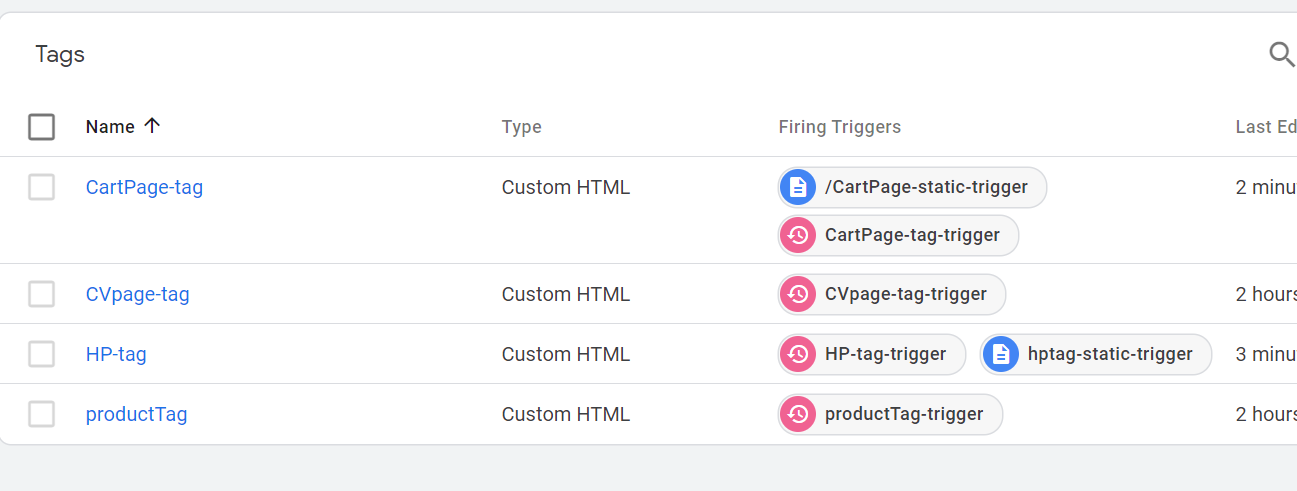 Tags
Name Type Firing Triggers Last Ed
CartPage-tag Custom HTML /CartPage-static-trigger 2 minu
CartPage-tag-trigger
CVpage-tag Custom HTML CVpage-tag-trigger 2 hours
HP-tag Custom HTML HP-tag-trigger hptag-static-trigger 3 minu
productTag Custom HTML productTag-trigger 2 hours